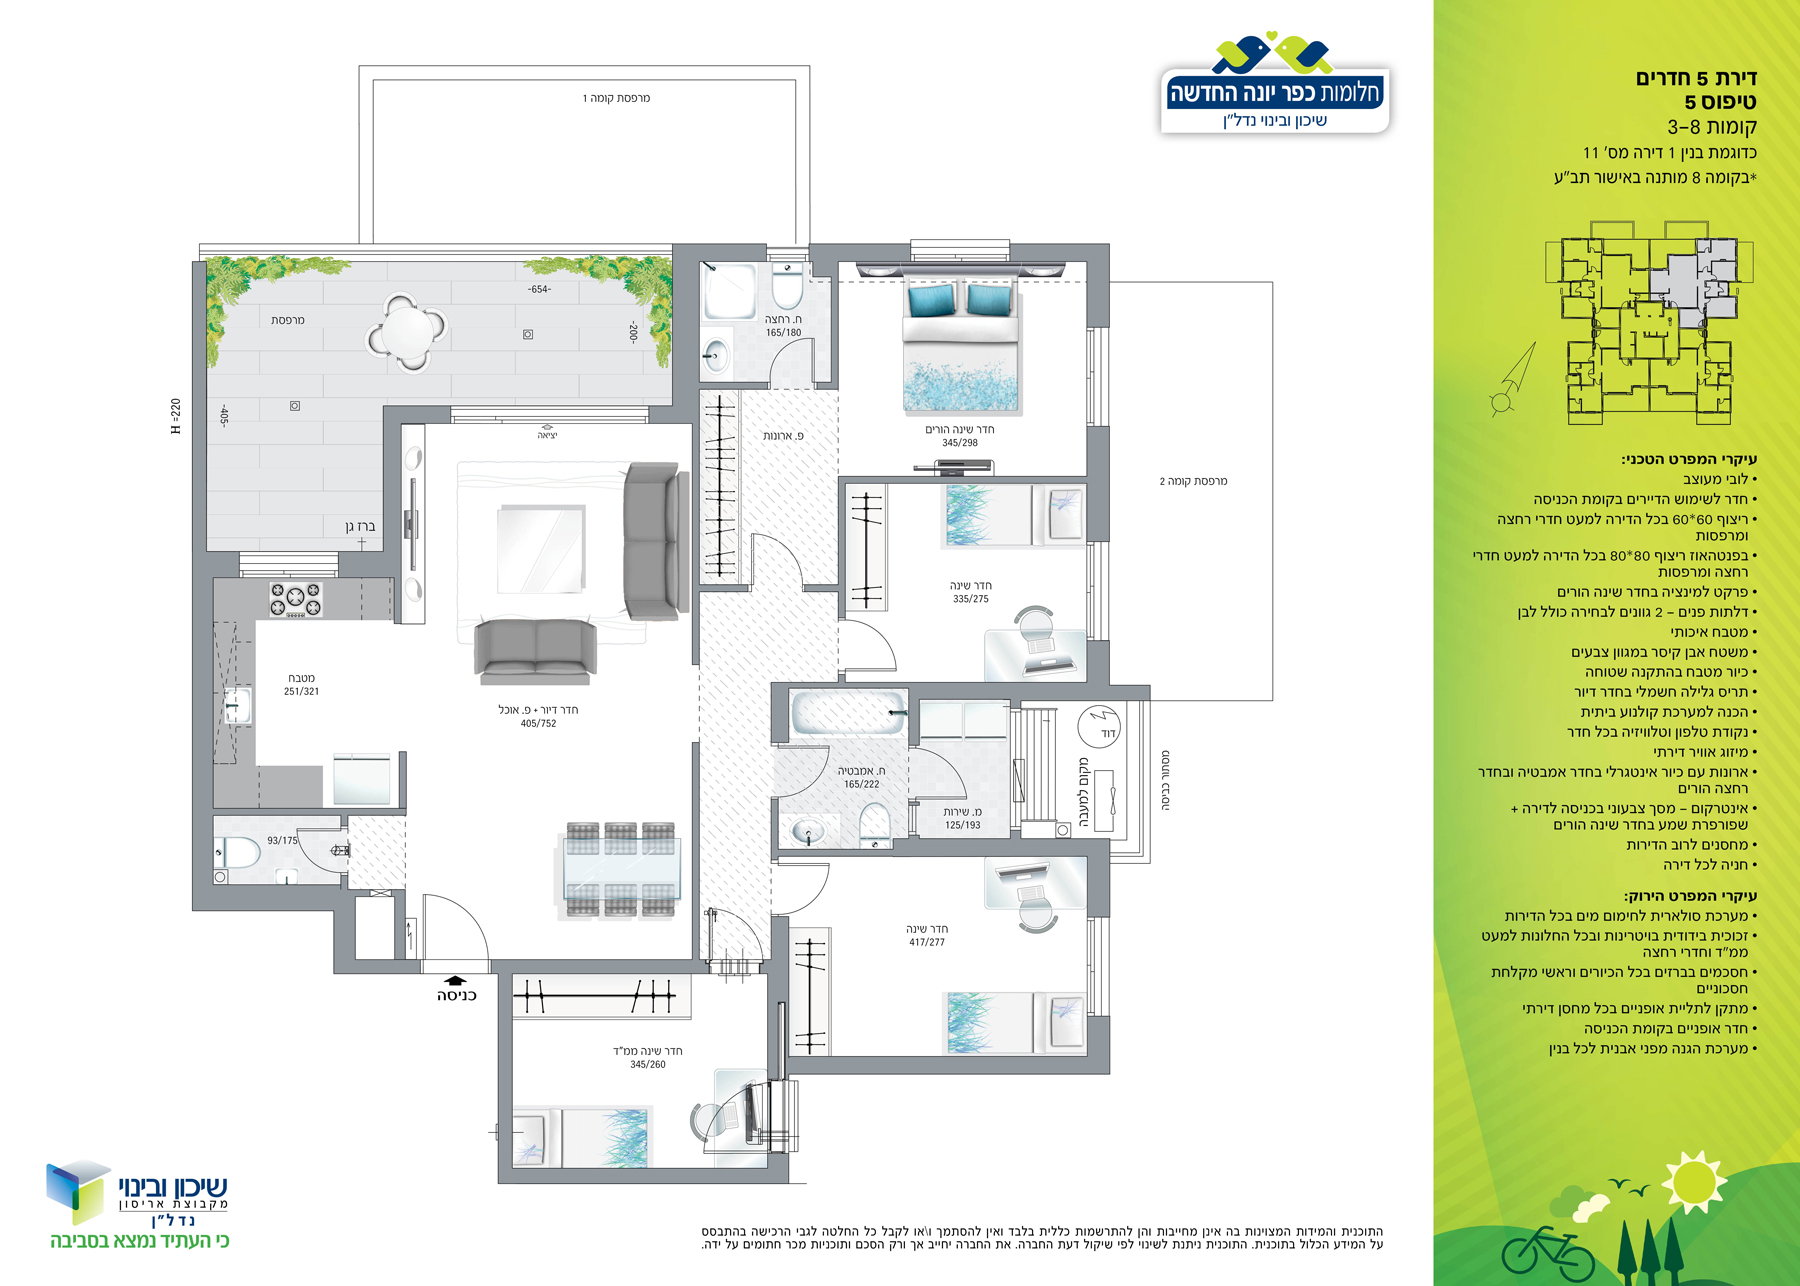 חלומות כפר יונה החדשה
שיכון ובינוי נדל"ן
דירת 5 חדרים
טיפוס 5
קומות 3-8
כדוגמת בנין 1 דירה מס' 11
*בקומה 8 מותנה באישור תב"ע
עיקרי המפרט הטכני:
• לובי מעוצב
• חדר לשימוש הדיירים בקומת הכניסה
• ריצוף 60*60 בכל הדירה למעט חדרי רחצה
ומרפסות
• בפנטהאוז ריצוף 80*80 בכל הדירה למעט חדרי
רחצה ומרפסות
• פרקט למינציה בחדר שינה הורים
• דלתות פנים – 2 גוונים לבחירה כולל לבן
• מטבח איכותי
• משטח אבן קיסר במגוון צבעים
• כיור מטבח בהתקנה שטוחה
• תריס גלילה חשמלי בחדר דיור
• הכנה למערכת קולנוע ביתית
• נקודת טלפון וטלוויזיה בכל חדר
• מיזוג אוויר דירתי
• ארונות עם כיור אינטגרלי בחדר אמבטיה ובחדר
רחצה הורים
• אינטרקום – מסך צבעוני בכניסה לדירה +
שפורפרת שמע בחדר שינה הורים
• מחסנים לרוב הדירות
• חניה לכל דירה
עיקרי המפרט הירוק:
• מערכת סולארית לחימום מים בכל הדירות
• זכוכית בידודית בויטרינות ובכל החלונות למעט
ממ"ד וחדרי רחצה
• חסכמים בברזים בכל הכיורים וראשי מקלחת
חסכוניים
• מתקן לתליית אופניים בכל מחסן דירתי
• חדר אופניים בקומת הכניסה
• מערכת הגנה מפני אבנית לכל בנין
מרפסת קומה 1
מרפסת
-654-
-200-
-405-
H =220
ברז גן
ח. רחצה
165/180
פ. ארונות
יציאה
חדר שינה הורים
345/298
מרפסת קומה 2
חדר שינה
335/275
מטבח
251/321
חדר דיור + פ. אוכל
405/752
דוד
מקום למעבה
מסתור כביסה
ח. אמבטיה
165/222
מ. שירות
125/193
93/175
חדר שינה
417/277
כניסה
חדר שינה ממ"ד
345/260
שיכון ובינוי
מקבוצת אריסון
נדל"ן
כי העתיד נמצא בסביבה
התוכנית והמידות המצוינות בה אינן מחייבות והן להתרשמות כללית בלבד ואין להסתמך ו\או לקבל כל החלטה לגבי הרכישה בהתבסס
על המידע הכלול בתוכנית. התוכנית ניתנת לשינוי לפי שיקול דעת החברה. את החברה יחייב אך ורק הסכם ותוכניות מכר חתומים על ידה.